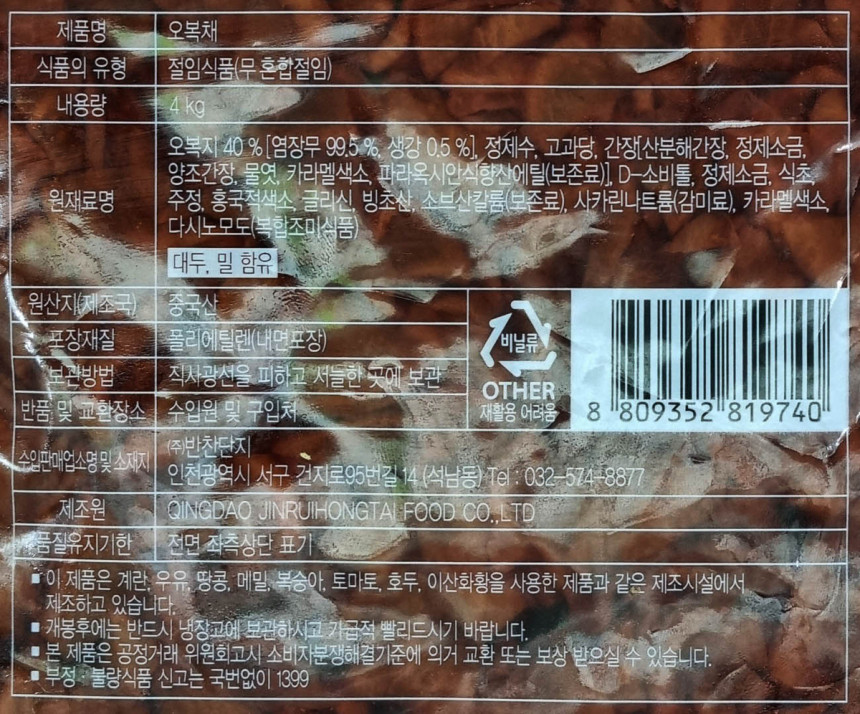 제품명 오복채
식품의 유형 절임식품(무 혼합절임)
내용량 4 kg
원재료명 오복지 40 % [염장무 99.5 %, 생강 0.5 %], 정제수, 고과당, 간장[산분해간장, 정제소금,
양조간장, 물엿, 카라멜색소, 파라옥시안식향산에틸(보존료)], D-소비톨, 정제소금, 식초,
주정, 홍국적색소, 글리신, 빙초산, 소브산칼륨(보존료), 사카린나트륨(감미료), 카라멜색소,
다시노모도(복합조미식품)
대두, 밀 함유
원산지(제조국) 중국산
포장재질 폴리에틸렌(내면포장)
보관방법 직사광선을 피하고 서늘한 곳에 보관
반품 및 교환장소 수입원 및 구입처
비닐류
OTHER
재활용 어려움
8 809352 819740
수입판매업소명 및 소재지 ㈜반찬단지
인천광역시 서구 건지로95번길 14 (석남동) Tel : 032-574-8877
제조원 QINGDAO JINRUIHONGTAI FOOD CO.,LTD
품질유지기한 전면 좌측상단 표기
▪ 이 제품은 계란, 우유, 땅콩, 메밀, 복숭아, 토마토, 호두, 이산화황을 사용한 제품과 같은 제조시설에서
제조하고 있습니다.
▪ 개봉후에는 반드시 냉장고에 보관하시고 가급적 빨리드시기 바랍니다.
▪ 본 제품은 공정거래 위원회고시 소비자분쟁해결기준에 의거 교환 또는 보상 받으실 수 있습니다.
▪ 부정 · 불량식품 신고는 국번없이 1399